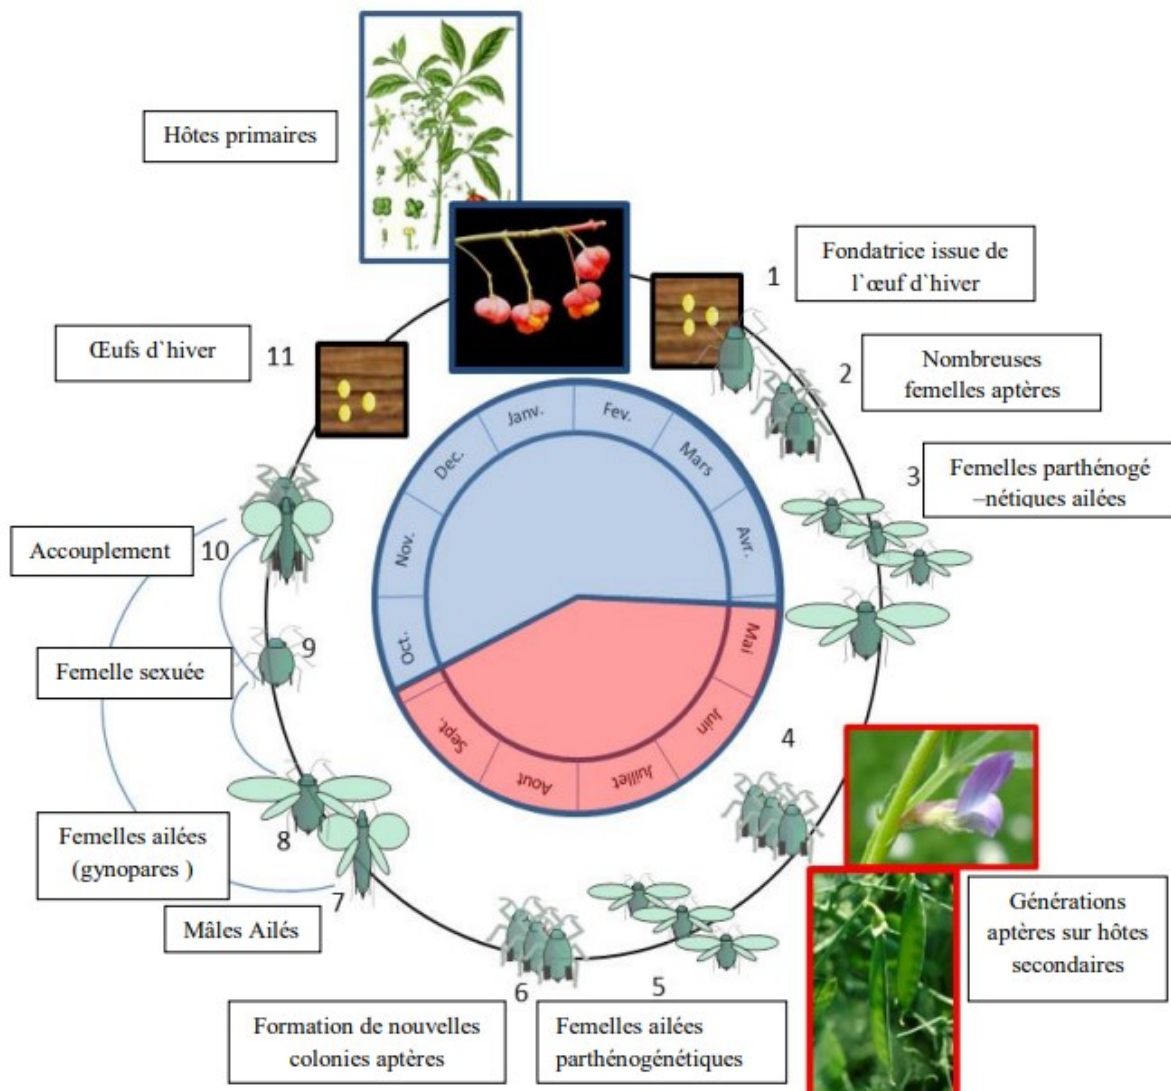 Hôtes primaires
1
Fondatrice issue de
l`œuf d`hiver
Œufs d`hiver
11
2
Nombreuses
femelles aptères
Janv.
Fev.
Dec.
Mars
3
Femelles parthénogé
–nétiques ailées
Nov.
Avr.
Accouplement
10
Oct.
Mai
9
Femelle sexuée
Sept.
Juin
Aout
Juillet
4
Femelles ailées
(gynopares )
8
7
Mâles Ailés
Générations
aptères sur hôtes
secondaires
6
5
Formation de nouvelles
colonies aptères
Femelles ailées
parthénogénétiques